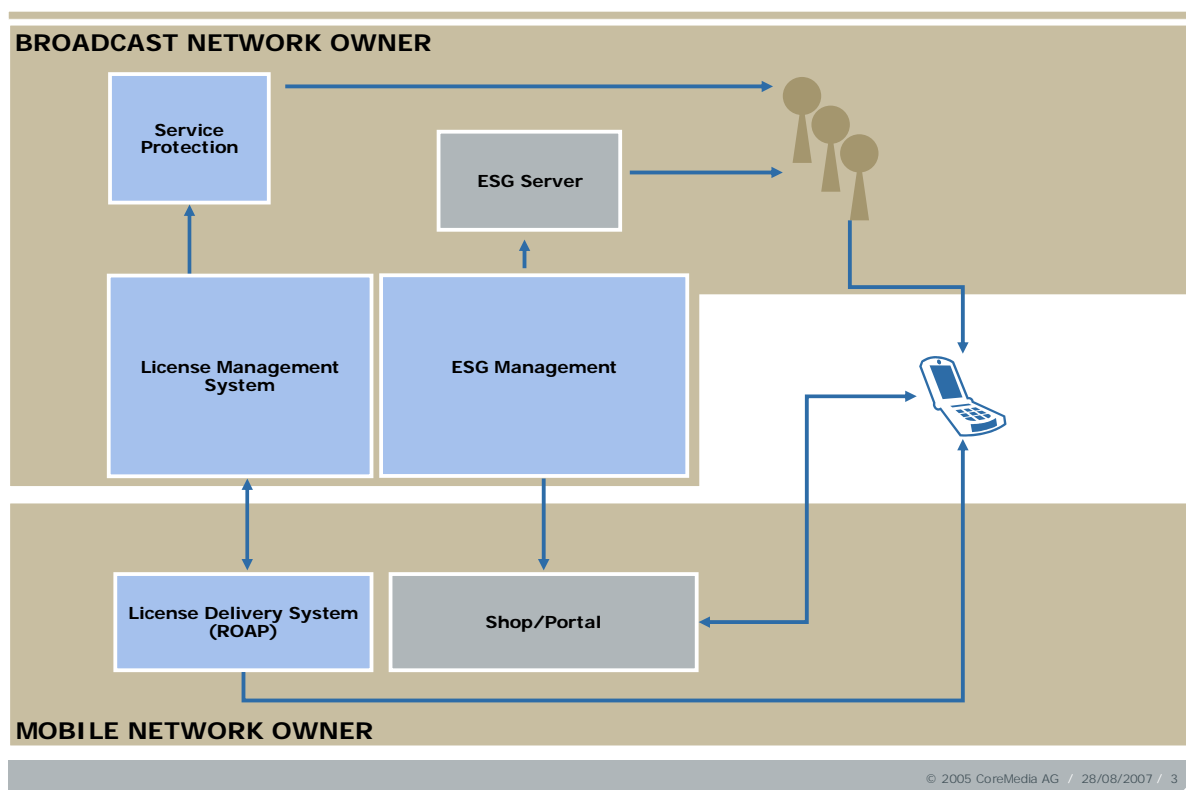 BROADCAST NETWORK OWNER
Service
Protection
ESG Server
License Management
System
ESG Management
License Delivery System
(ROAP)
Shop/Portal
MOBILE NETWORK OWNER
© 2005 CoreMedia AG / 28/08/2007 / 3